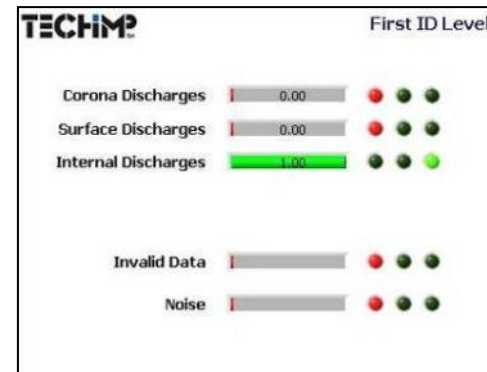 TECHIMP
First ID Level
Corona Discharges 0.00
Surface Discharges 0.00
Internal Discharges 1.00
Invalid Data
Noise